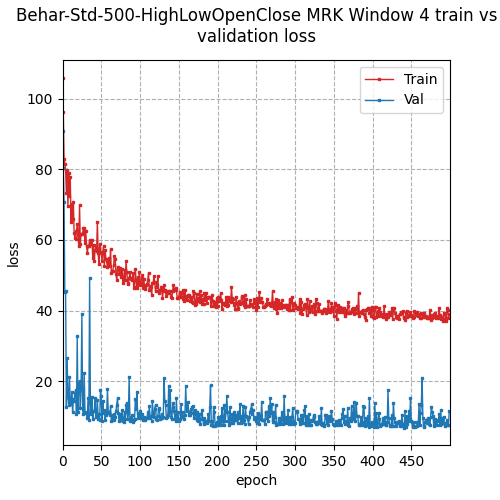 Behar-Std-500-HighLowOpenClose MRK Window 4 train vs
validation loss
Train
Val
loss
100
80
60
40
20
0 50 100 150 200 250 300 350 400 450
epoch